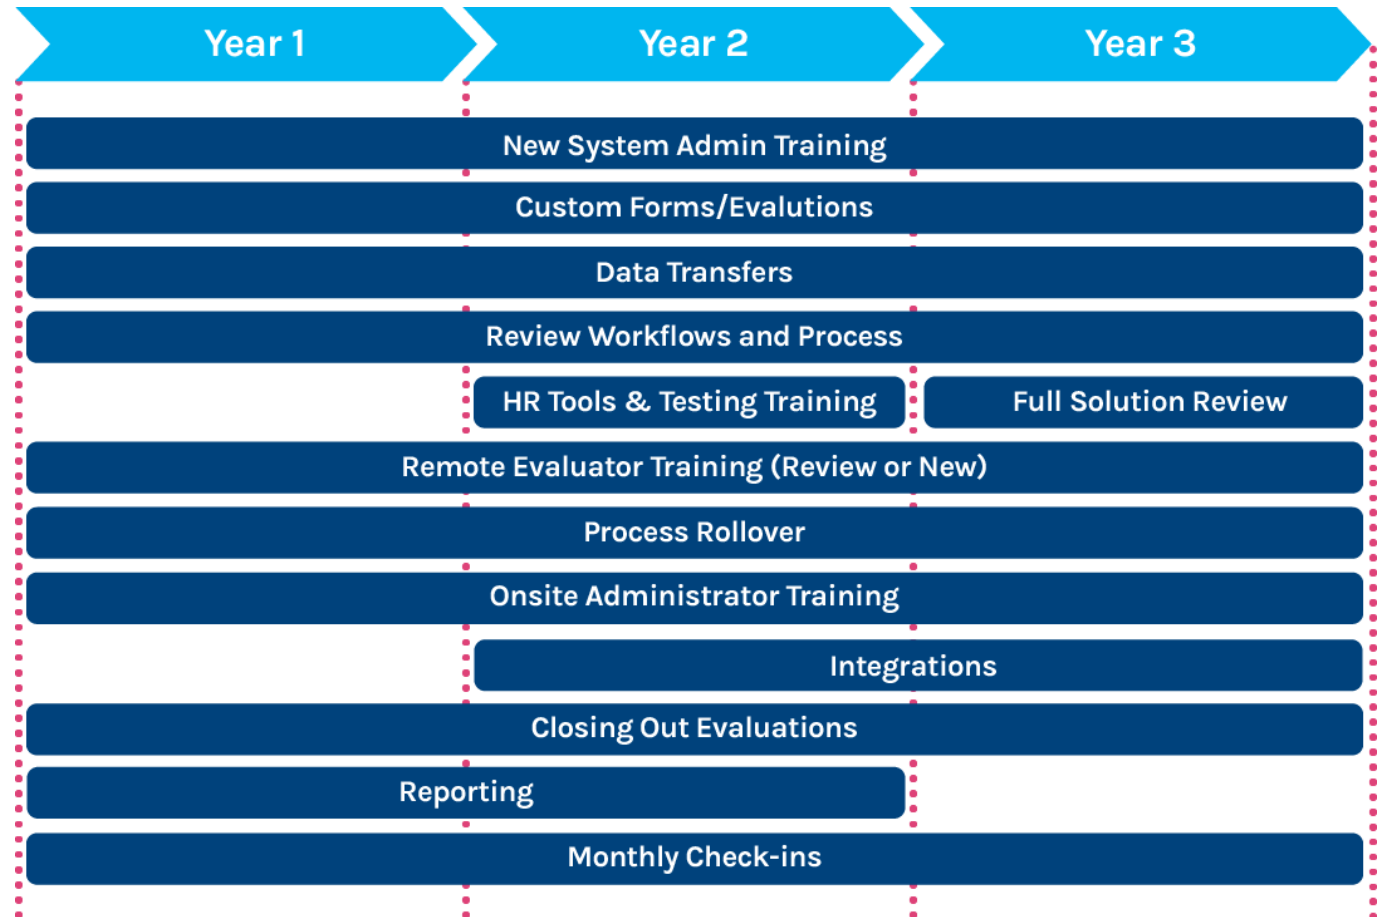 Year 1
Year 2
Year 3
New System Admin Training
Custom Forms/Evalutions
Data Transfers
Review Workflows and Process
HR Tools & Testing Training
Full Solution Review
Remote Evaluator Training (Review or New)
Process Rollover
Onsite Administrator Training
Integrations
Closing Out Evaluations
Reporting
Monthly Check-ins